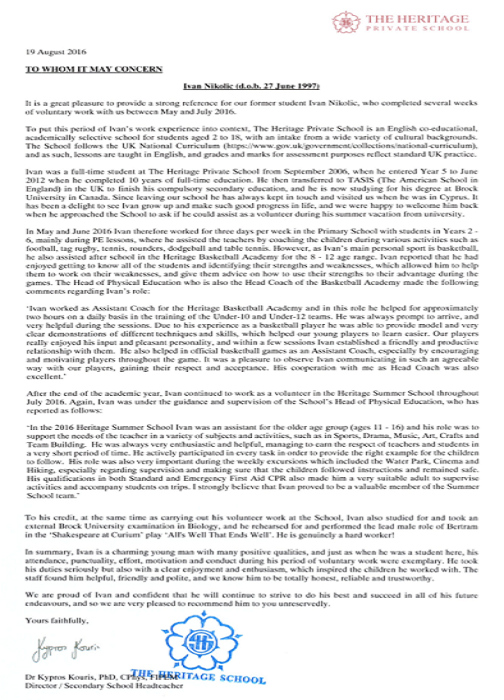 THE HERITAGE
PRIVATE SCHOOL
19 August 2016
TO WHOM IT MAY CONCERN
Ivan Nikolic (d.o.b. 27 June 1997)
It is a great pleasure to provide a strong reference for our former student Ivan Nikolic, who completed several weeks
of voluntary work with us between May and July 2016.
To put this period of Ivan's work experience into context, The Heritage Private School is an English co-educational,
academically selective school for students aged 2 to 18, with an intake from a wide variety of cultural backgrounds.
The School follows the UK National Curriculum (https://www.gov.uk/government/collections/national-curriculum),
and as such, lessons are taught in English, and grades and marks for assessment purposes reflect standard UK practice.
Ivan was a full-time student at The Heritage Private School from September 2006, when he entered Year 5 to June
2012 when he completed 10 years of full-time education. He then transferred to TASIS (The American School in
England) in the UK to finish his compulsory secondary education, and he is now studying for his degree at Brock
University in Canada. Since leaving our school he has always kept in touch and visited us when he was in Cyprus. It
has been a delight to see Ivan grow up and make such good progress in life, and we were happy to welcome him back
when he approached the School to ask if he could assist as a volunteer during his summer vacation from university.
In May and June 2016 Ivan therefore worked for three days per week in the Primary School with students in Years 2 -
6, mainly during PE lessons, where he assisted the teachers by coaching the children during various activities such as
football, tag rugby, tennis, rounders, dodgeball and table tennis. However, as Ivan's main personal sport is basketball,
he also assisted after school in the Heritage Basketball Academy for the 8 - 12 age range. Ivan reported that he had
enjoyed getting to know all of the students and identifying their strengths and weaknesses, which allowed him to help
them to work on their weaknesses, and give them advice on how to use their strengths to their advantage during the
games. The Head of Physical Education who is also the Head Coach of the Basketball Academy made the following
comments regarding Ivan's role:
'Ivan worked as Assistant Coach for the Heritage Basketball Academy and in this role he helped for approximately
two hours on a daily basis in the training of the Under-10 and Under-12 teams. He was always prompt to arrive, and
very helpful during the sessions. Due to his experience as a basketball player he was able to provide model and very
clear demonstrations of different techniques and skills, which helped our young players to learn easier. Our players
really enjoyed his input and pleasant personality, and within a few sessions Ivan established a friendly and productive
relationship with them. He also helped in official basketball games as an Assistant Coach, especially by encouraging
and motivating players throughout the game. It was a pleasure to observe Ivan communicating in such an agreeable
way with our players, gaining their respect and acceptance. His cooperation with me as Head Coach was also
excellent.'
After the end of the academic year, Ivan continued to work as a volunteer in the Heritage Summer School throughout
July 2016. Again, Ivan was under the guidance and supervision of the School's Head of Physical Education, who has
reported as follows:
'In the 2016 Heritage Summer School Ivan was an assistant for the older age group (ages 11 - 16) and his role was to
support the needs of the teacher in a variety of subjects and activities, such as in Sports, Drama, Music, Art, Crafts and
Team Building. He was always very enthusiastic and helpful, managing to earn the respect of teachers and students in
a very short period of time. He actively participated in every task in order to provide the right example for the children
to follow. His role was also very important during the weekly excursions which included the Water Park, Cinema and
Hiking, especially regarding supervision and making sure that the children followed instructions and remained safe.
His qualifications in both Standard and Emergency First Aid CPR also made him a very suitable adult to supervise
activities and accompany students on trips. I strongly believe that Ivan proved to be a valuable member of the Summer
School team.'
To his credit, at the same time as carrying out his volunteer work at the School, Ivan also studied for and took an
external Brock University examination in Biology, and he rehearsed for and performed the lead male role of Bertram
in the 'Shakespeare at Curium' play 'All's Well That Ends Well'. He is genuinely a hard worker!
In summary, Ivan is a charming young man with many positive qualities, and just as when he was a student here, his
attendance, punctuality, effort, motivation and conduct during his period of voluntary work were exemplary. He took
his duties seriously but also with a clear enjoyment and enthusiasm, which inspired the children he worked with. The
staff found him helpful, friendly and polite, and we know him to be totally honest, reliable and trustworthy.
We are proud of Ivan and confident that he will continue to strive to do his best and succeed in all of his future
endeavours, and so we are very pleased to recommend him to you unreservedly.
Yours faithfully,
Kypros Kouris
Dr Kypros Kouris, PhD, CPhys,
THE HERITAGE SCHOOL
Director / Secondary School Headteacher